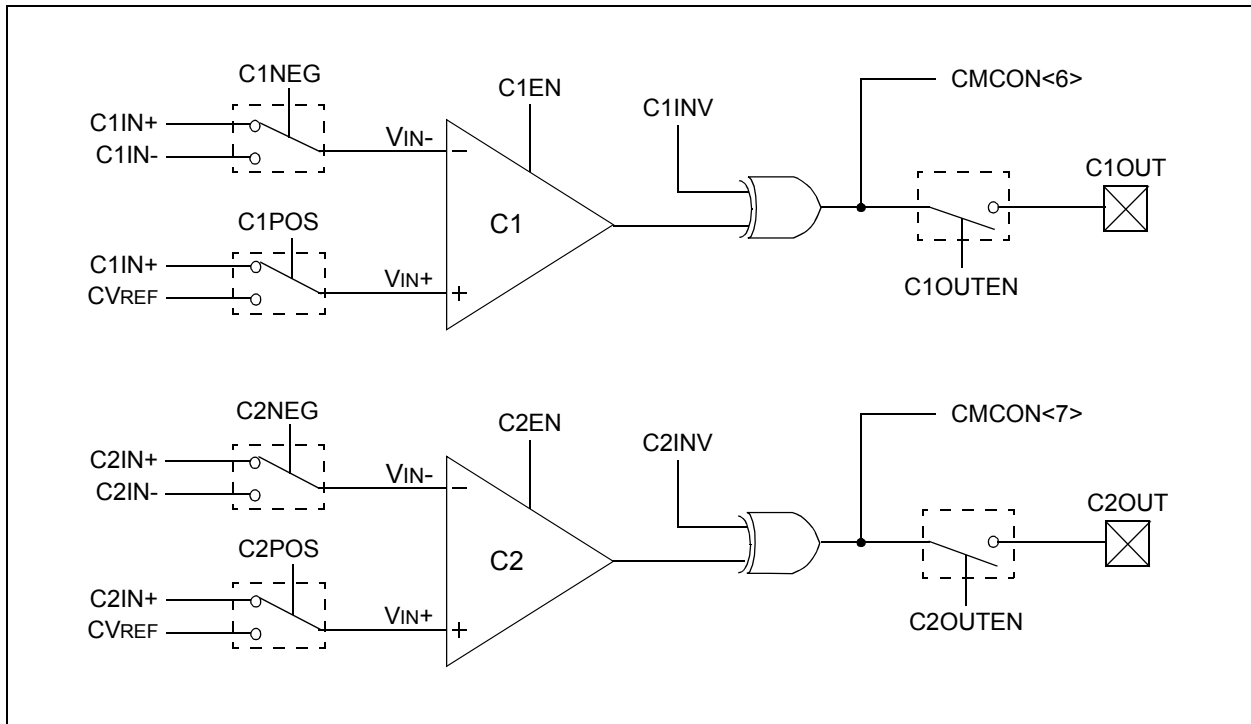 C1NEG
C1EN
C1INV
CMCON<6>
C1IN+
C1IN-
VIN-
C1OUT
C1POS
C1
C1IN+
CVREF
VIN+
C1OUTEN
C2NEG
C2EN
C2INV
CMCON<7>
C2IN+
C2IN-
VIN-
C2OUT
C2POS
C2
C2IN+
CVREF
VIN+
C2OUTEN